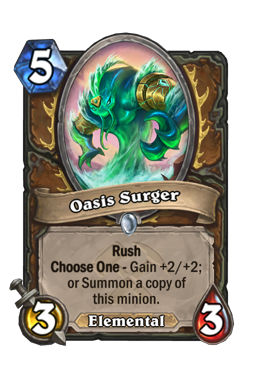 5
Oasis Surger
Rush
Choose One - Gain +2/+2;
or Summon a copy
of this minion.
3
Elemental
3